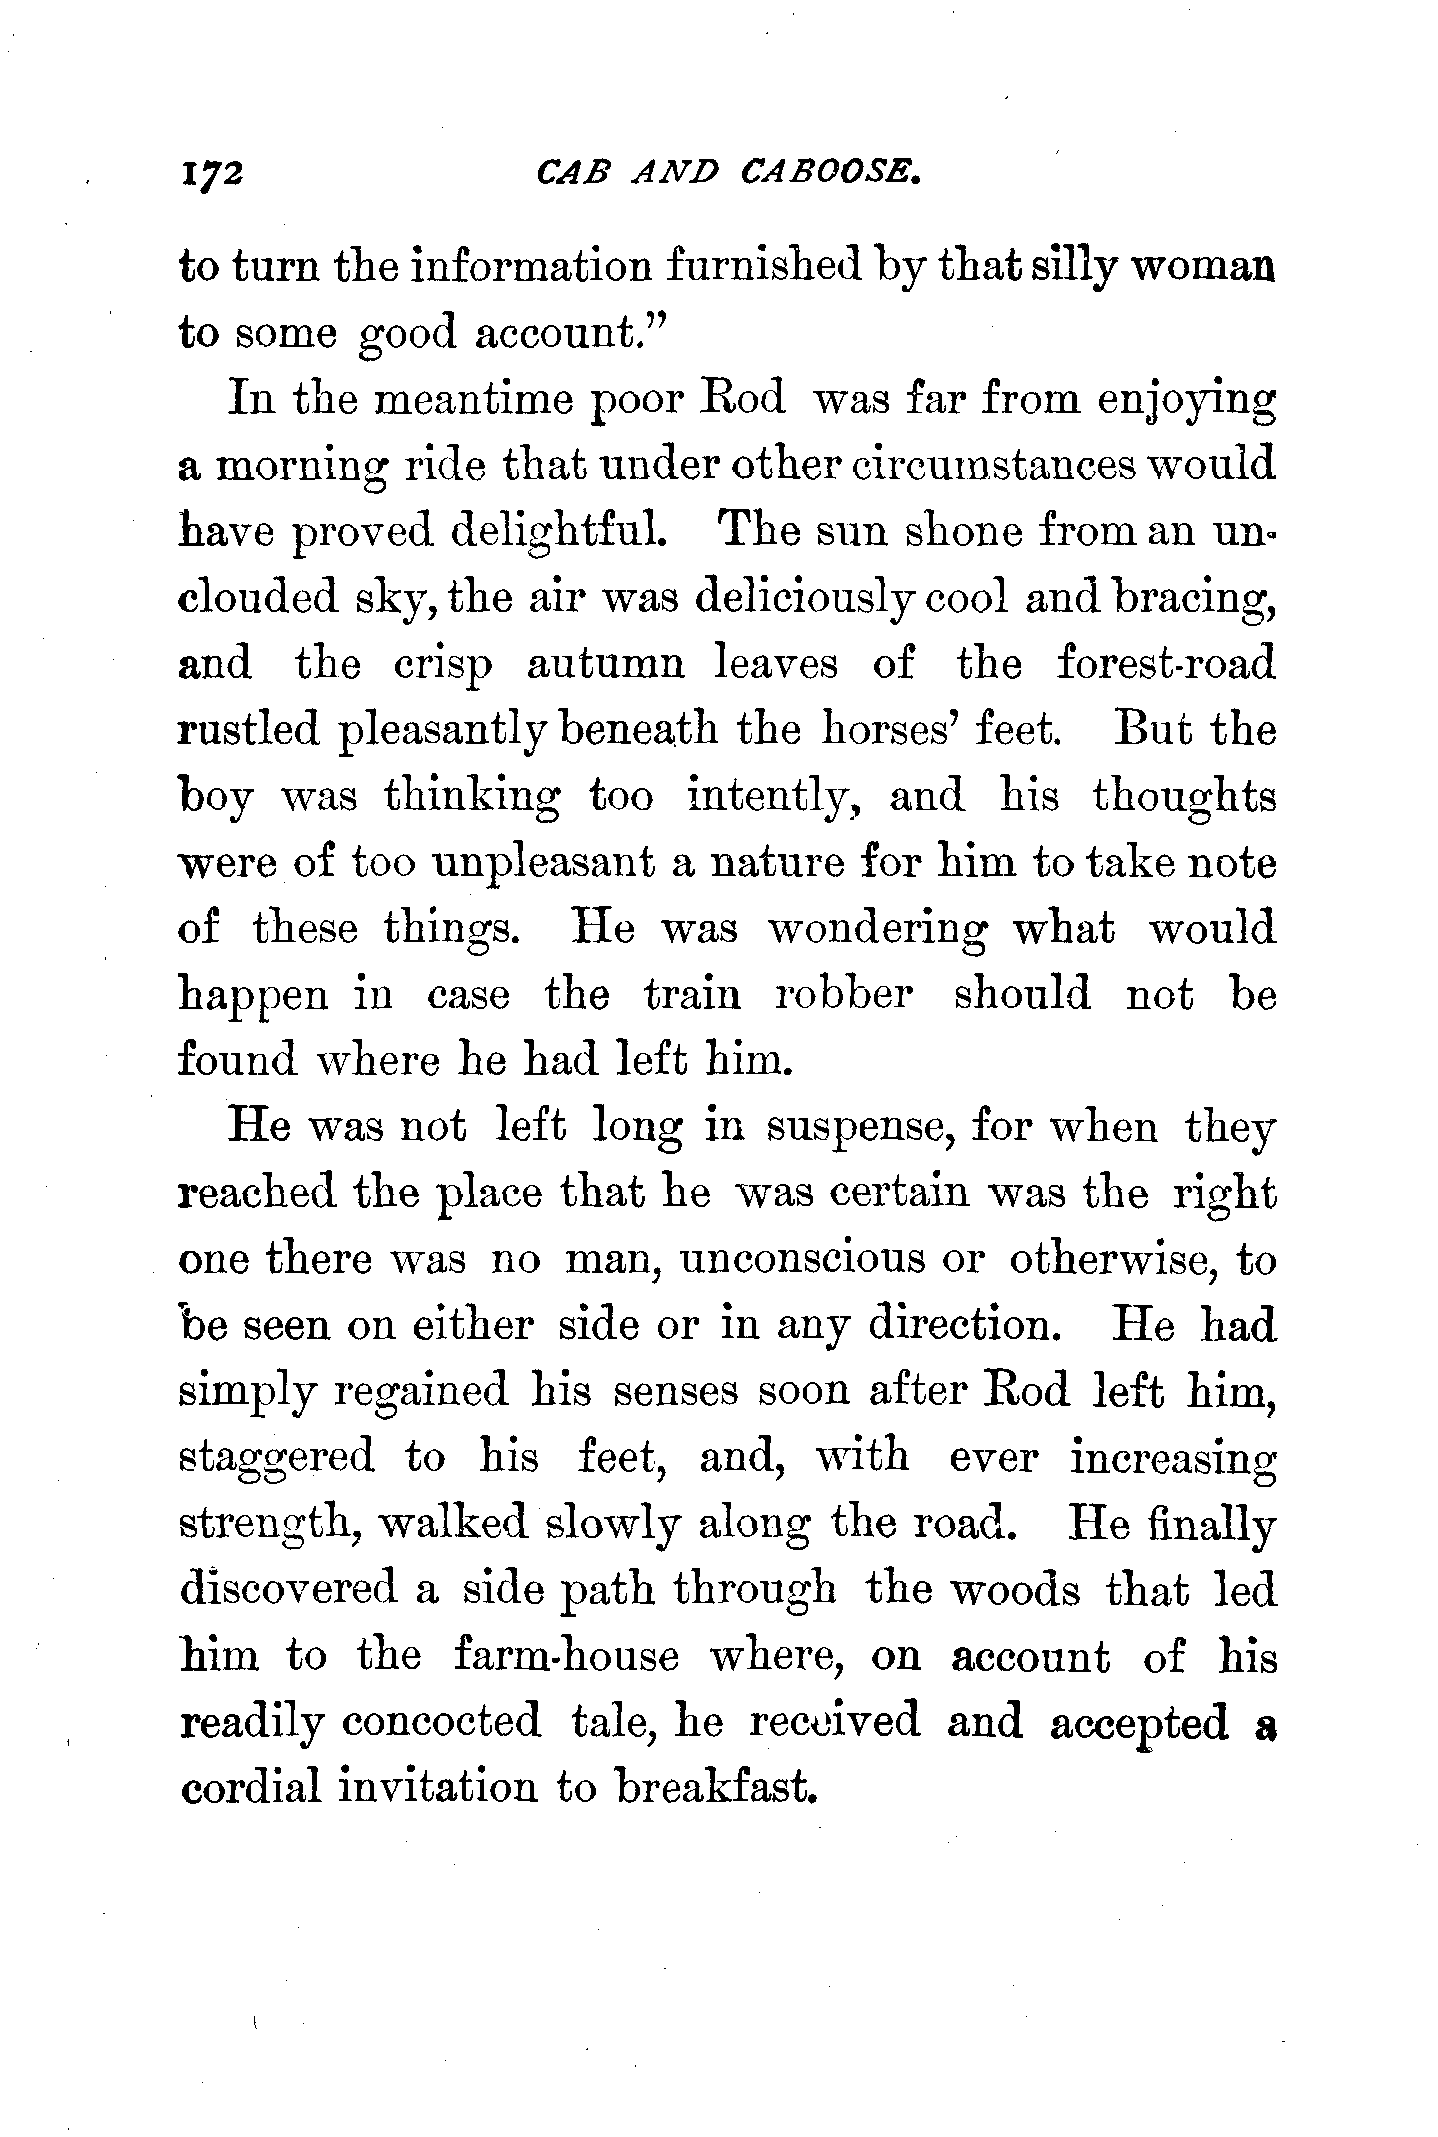 172 CAB AND CABOOSE.
to turn the information furnished by that silly woman
to some good account.”
In the meantime poor Rod was far from enjoying
a morning ride that under other circumstances would
have proved delightful. The sun shone from an un-
clouded sky, the air was deliciously cool and bracing,
and the crisp autumn leaves of the forest-road
rustled pleasantly beneath the horses’ feet. But the
boy was thinking too intently, and his thoughts
were of too unpleasant a nature for him to take note
of these things. He was wondering what would
happen in case the train robber should not be
found where he had left him.
He was not left long in suspense, for when they
reached the place that he was certain was the right
one there was no man, unconscious or otherwise, to
be seen on either side or in any direction. He had
simply regained his senses soon after Rod left him,
staggered to his feet, and, with ever increasing
strength, walked slowly along the road. He finally
discovered a side path through the woods that led
him to the farm-house where, on account of his
readily concocted tale, he received and accepted a
cordial invitation to breakfast.